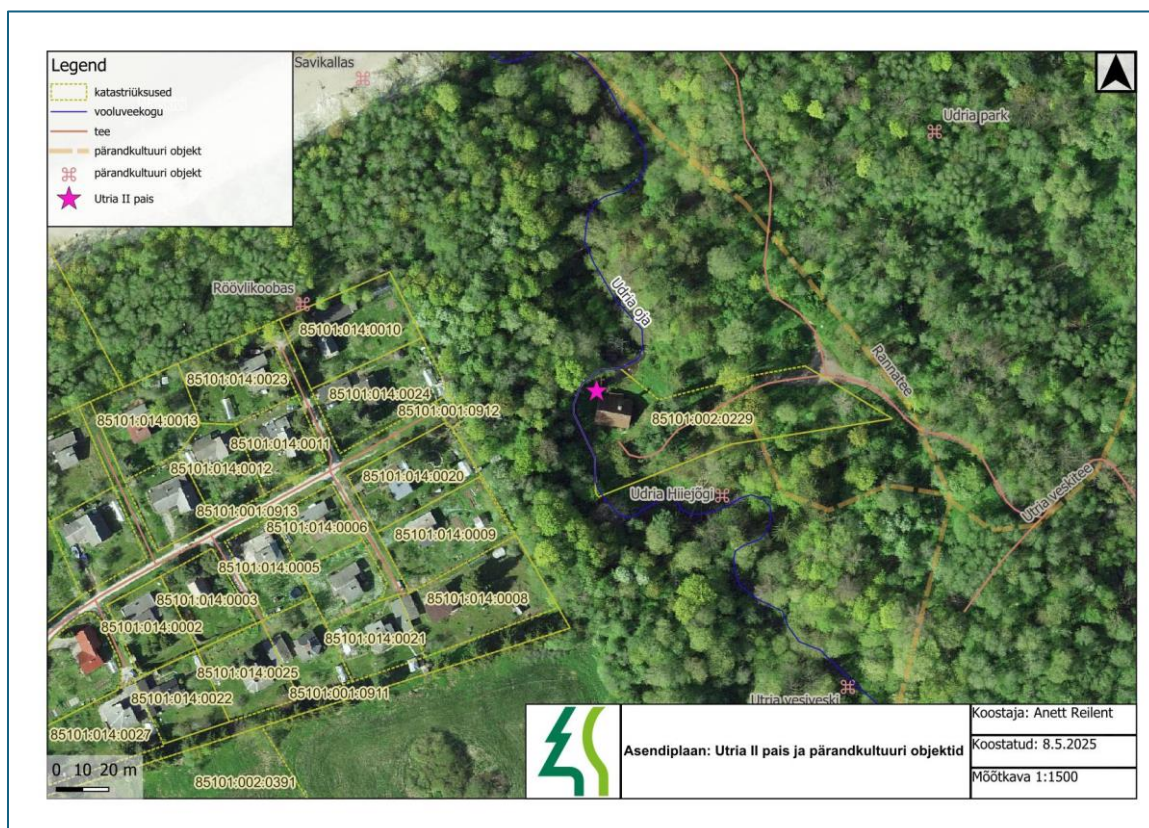 Legend
katastriüksused
vooluveekogu
tee
pärandkultuuri objekt
pärandkultuuri objekt
Utria II pais
Savikallas
Udria park
Röövlikoobas
Udria oja
85101:014:0010
85101:014:0023
85101:014:0024
85101:014:0013
85101:001:0912
Rannatee
85101:002:0229
85101:014:0011
85101:014:0012
85101:014:0020
Udria Hiiejõgi
Utria veskitee
85101:001:0913
85101:014:0006
85101:014:0009
85101:014:0005
85101:014:0003
85101:014:0008
85101:014:0002
85101:014:0021
85101:014:0025
85101:001:0911
85101:014:0022
Utria vesiveski
85101:014:0027
0 10 20 m
85101:002:0391
Asendiplaan: Utria II pais ja pärandkultuuri objektid
Koostaja: Anett Reilent
Koostatud: 8.5.2025
Mõõtkava 1:1500